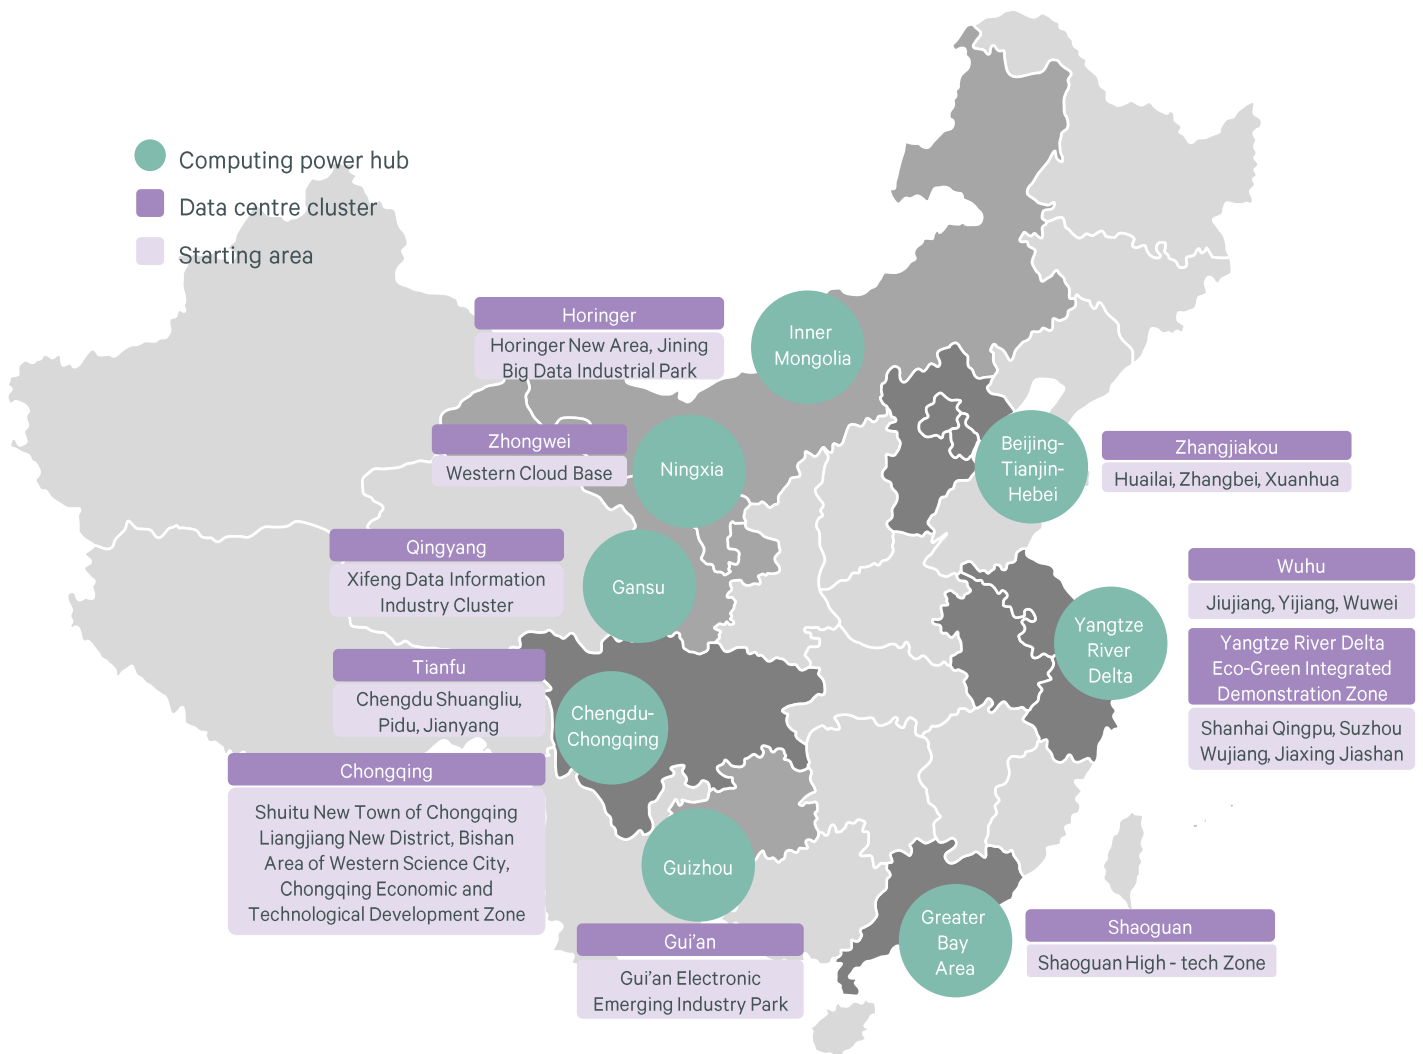 Computing power hub
Data centre cluster
Starting area
Horinger
Horinger New Area, Jining
Big Data Industrial Park
Inner
Mongolia
Zhongwei
Western Cloud Base
Ningxia
Beijing-
Tianjin-
Hebei
Zhangjiakou
Huailai, Zhangbei, Xuanhua
Qingyang
Xifeng Data Information
Industry Cluster
Gansu
Wuhu
Jiujiang, Yijiang, Wuwei
Yangtze River Delta
Eco-Green Integrated
Demonstration Zone
Shanhai Qingpu, Suzhou
Wujiang, Jiaxing Jiashan
Yangtze
River
Delta
Tianfu
Chengdu Shuangliu,
Pidu, Jianyang
Chengdu-
Chongqing
Chongqing
Shuitu New Town of Chongqing
Liangjiang New District, Bishan
Area of Western Science City,
Chongqing Economic and
Technological Development Zone
Guizhou
Gui'an
Gui'an Electronic
Emerging Industry Park
Greater
Bay
Area
Shaoguan
Shaoguan High - tech Zone